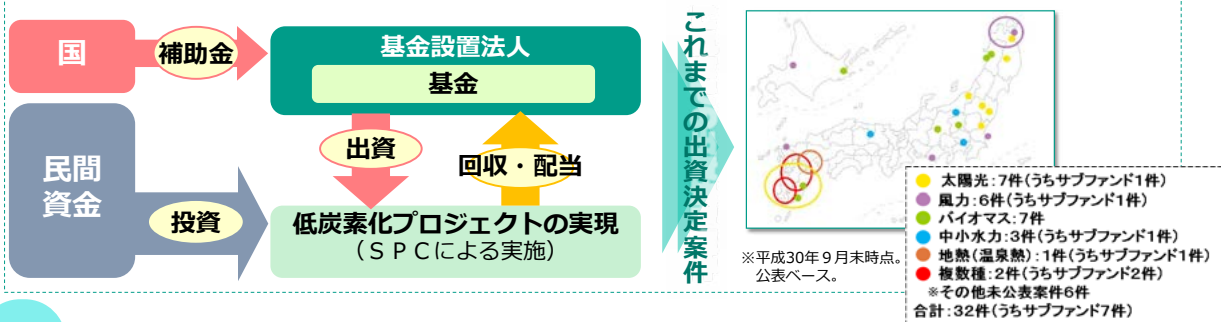 国
補助金
基金設置法人
基金
民間
資金
投資
出資
回収・配当
低炭素化プロジェクトの実現
（ＳＰＣによる実施）
これまでの出資決定案件
※平成30年９月末時点。
公表ベース。
太陽光:7件(うちサブファンド1件)
風力:6件(うちサブファンド1件)
バイオマス:7件
中小水力:3件(うちサブファンド1件)
地熱(温泉熱):1件(うちサブファンド1件)
複数種:2件(うちサブファンド2件)
※その他未公表案件6件
合計:32件(うちサブファンド7件)